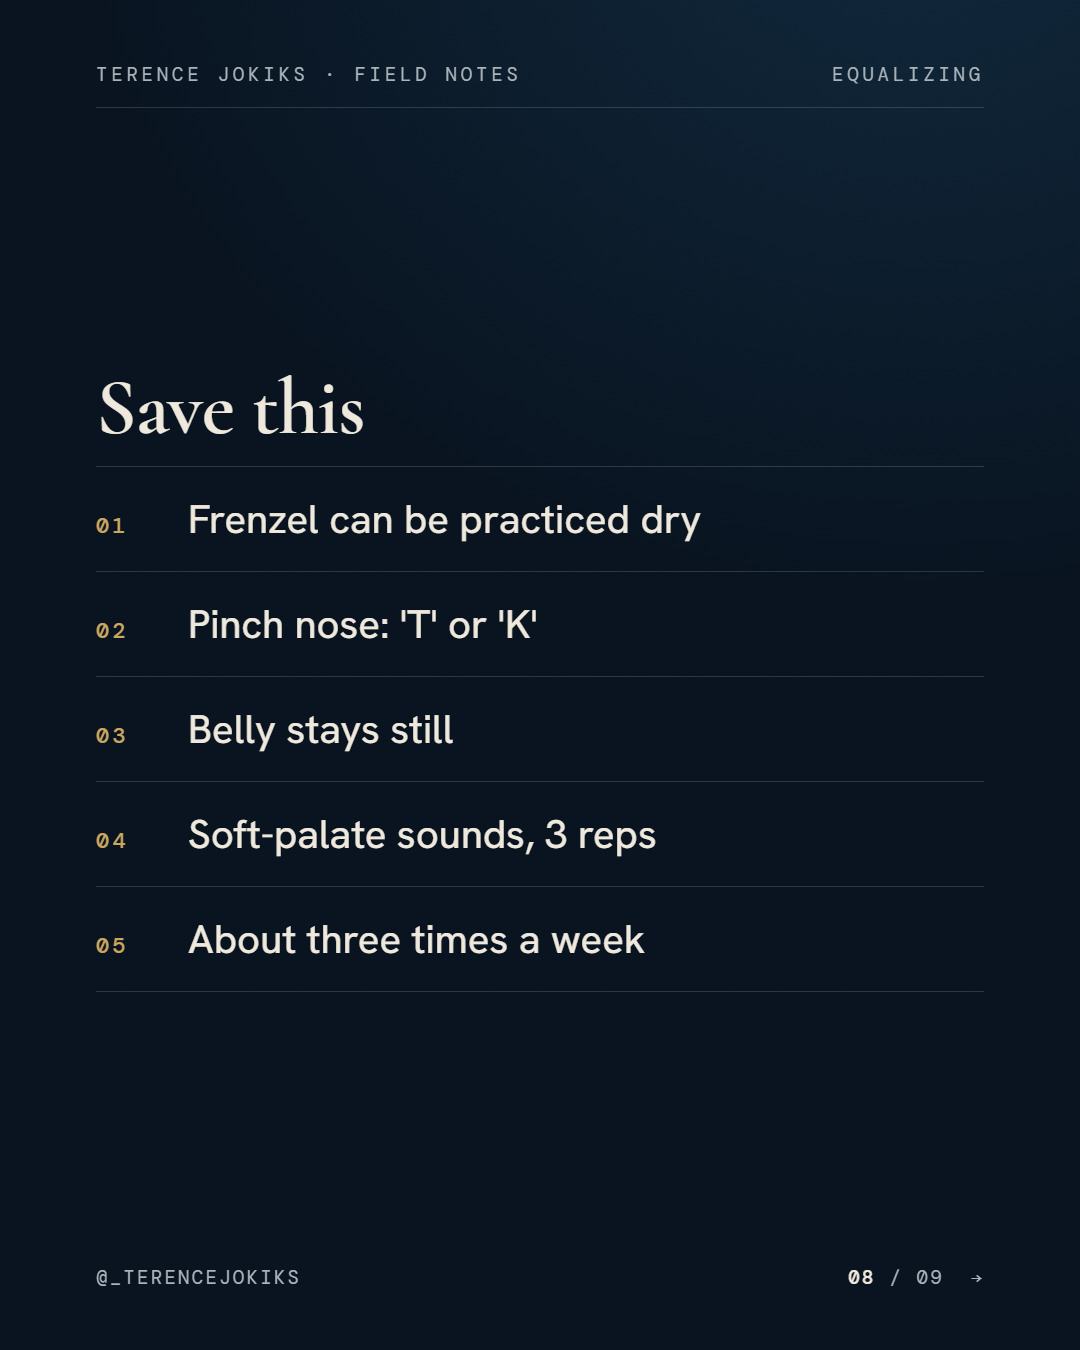 TERENCE JOKIKS · FIELD NOTES
EQUALIZING
Save this
01 Frenzel can be practiced dry
02 Pinch nose: 'T' or 'K'
03 Belly stays still
04 Soft-palate sounds, 3 reps
05 About three times a week
@_TERENCEJOKIKS
08 / 09 →